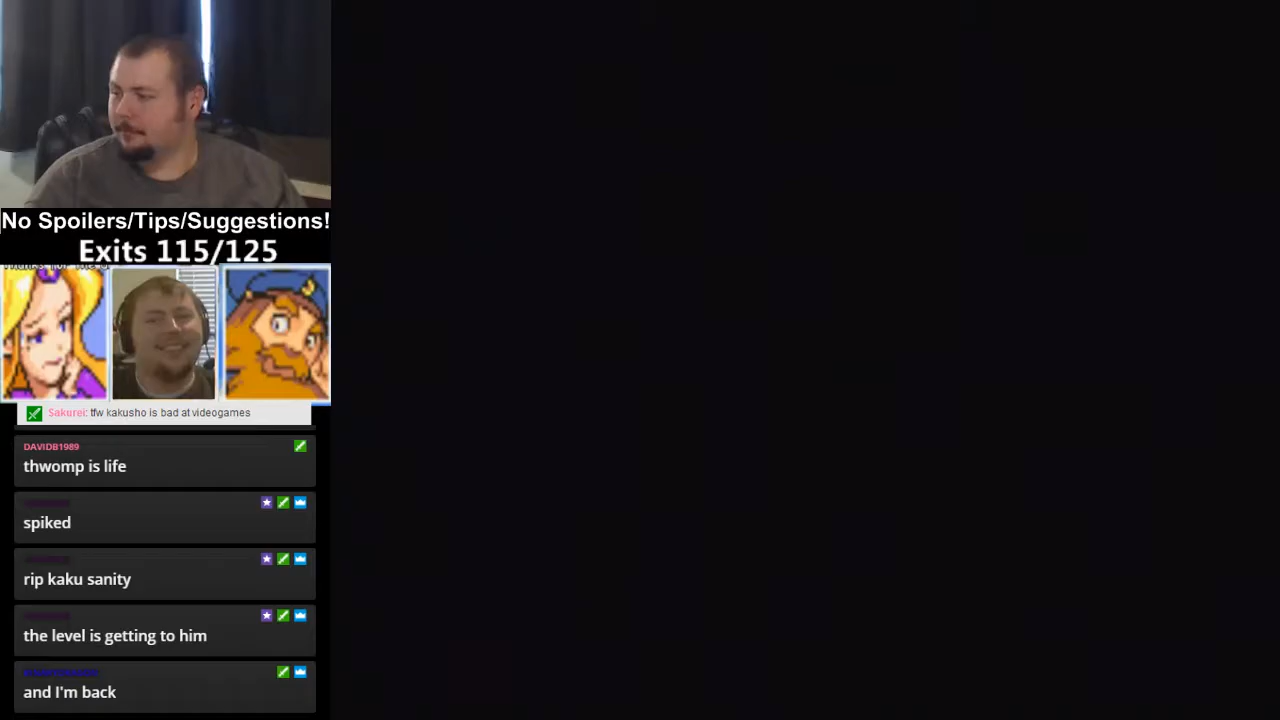 No Spoilers/Tips/Suggestions!
Exits 115/125
Sakurei: tfw kakusho is bad at videogames
DAVIDB1989
thwomp is life
spiked
rip kaku sanity
the level is getting to him
and I'm back